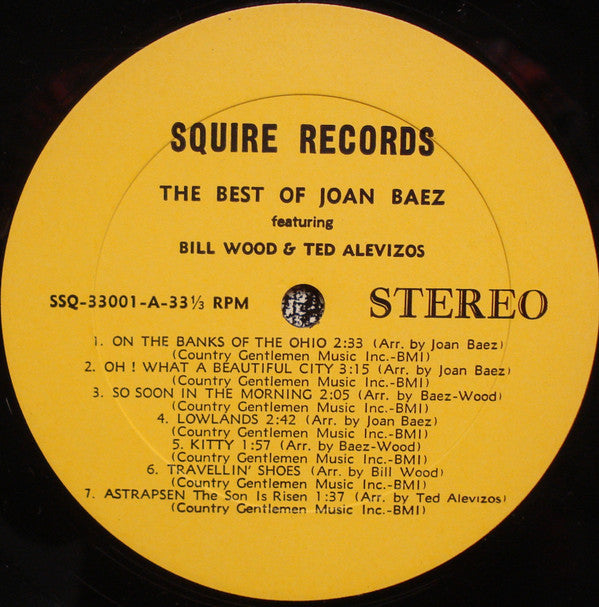 SQUIRE RECORDS
THE BEST OF JOAN BAEZ
featuring
BILL WOOD & TED ALEVIZOS
SSQ-33001-A-33⅓ RPM STEREO
1. ON THE BANKS OF THE OHIO 2:33 (Arr. by Joan Baez)
(Country Gentlemen Music Inc.-BMI)
2. OH ! WHAT A BEAUTIFUL CITY 3:15 (Arr. by Joan Baez)
(Country Gentlemen Music Inc.-BMI)
3. SO SOON IN THE MORNING 2:05 (Arr. by Baez-Wood)
(Country Gentlemen Music Inc.-BMI)
4. LOWLANDS 2:42 (Arr. by Joan Baez)
(Country Gentlemen Music Inc.-BMI)
5. KITTY 1:57 (Arr. by Baez-Wood)
(Country Gentlemen Music Inc.-BMI)
6. TRAVELLIN' SHOES (Arr. by Bill Wood)
(Country Gentlemen Music Inc.-BMI)
7. ASTRAPSEN The Son Is Risen 1:37 (Arr. by Ted Alevizos)
(Country Gentlemen Music Inc.-BMI)